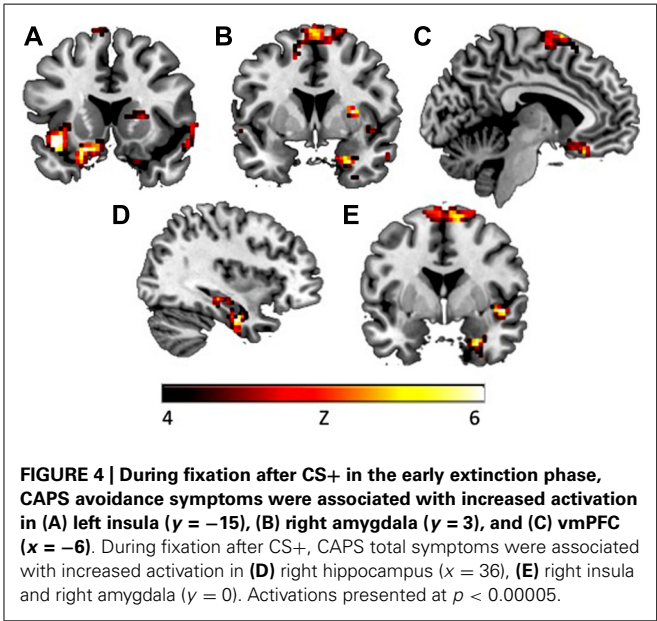 A
B
C
D
E
4 Z 6
FIGURE 4 | During fixation after CS+ in the early extinction phase,
CAPS avoidance symptoms were associated with increased activation
in (A) left insula (y = −15), (B) right amygdala (y = 3), and (C) vmPFC
(x = −6). During fixation after CS+, CAPS total symptoms were associated
with increased activation in (D) right hippocampus (x = 36), (E) right insula
and right amygdala (y = 0). Activations presented at p < 0.00005.